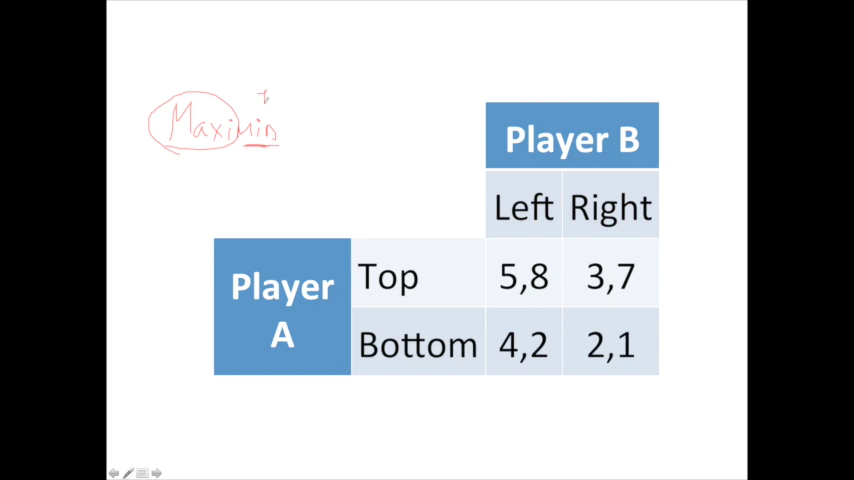 Maximin
Player B
Left Right
Player A
Top 5,8 3,7
Bottom 4,2 2,1